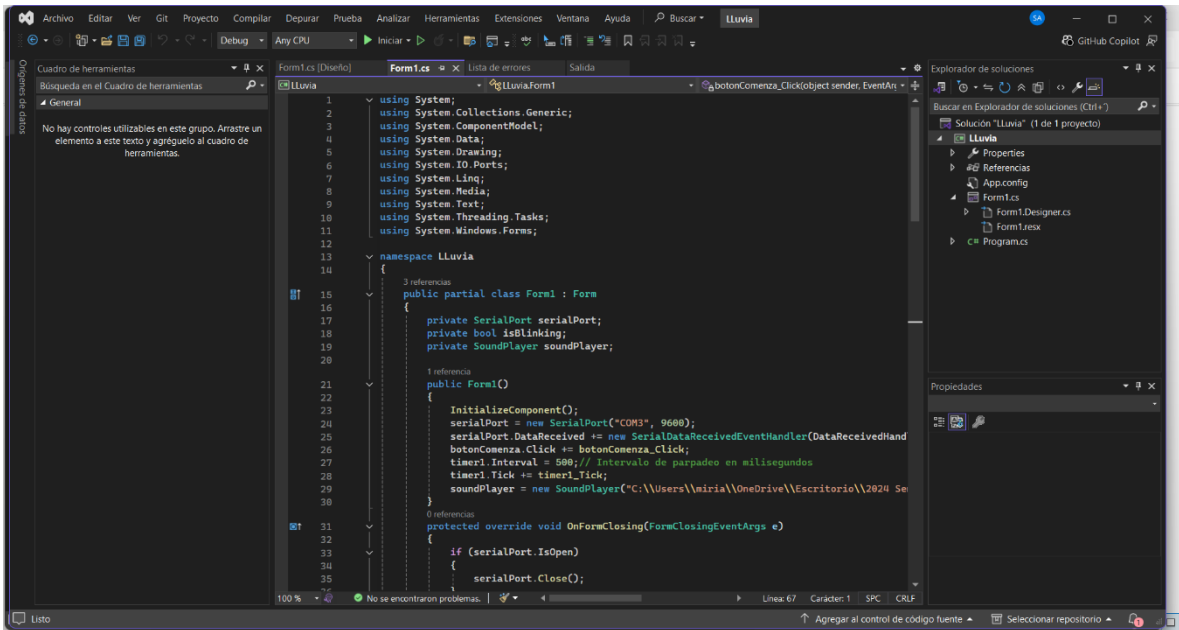 Archivo Editar Ver Git Proyecto Compilar Depurar Prueba Analizar Herramientas Extensiones Ventana Ayuda Buscar LLuvia SA
Debug Any CPU Iniciar GitHub Copilot
Orígenes de datos
Cuadro de herramientas
Búsqueda en el Cuadro de herramientas
General
No hay controles utilizables en este grupo. Arrastre un
elemento a este texto y agréguelo al cuadro de
herramientas.
Form1.cs [Diseño] Form1.cs Lista de errores Salida
LLuvia LLuvia.Form1 botonComenza_Click(object sender, EventArg
1 using System;
2 using System.Collections.Generic;
3 using System.ComponentModel;
4 using System.Data;
5 using System.Drawing;
6 using System.IO.Ports;
7 using System.Linq;
8 using System.Media;
9 using System.Text;
10 using System.Threading.Tasks;
11 using System.Windows.Forms;
12
13 namespace LLuvia
14 {
3 referencias
15 public partial class Form1 : Form
16 {
17 private SerialPort serialPort;
18 private bool isBlinking;
19 private SoundPlayer soundPlayer;
20
1 referencia
21 public Form1()
22 {
23 InitializeComponent();
24 serialPort = new SerialPort("COM3", 9600);
25 serialPort.DataReceived += new SerialDataReceivedEventHandler(DataReceivedHand
26 botonComenza.Click += botonComenza_Click;
27 timer1.Interval = 500;// Intervalo de parpadeo en milisegundos
28 timer1.Tick += timer1_Tick;
29 soundPlayer = new SoundPlayer("C:\\Users\\miria\\OneDrive\\Escritorio\\2024 Se
30 }
0 referencias
31 protected override void OnFormClosing(FormClosingEventArgs e)
32 {
33 if (serialPort.IsOpen)
34 {
35 serialPort.Close();
100 % No se encontraron problemas. Línea: 67 Carácter: 1 SPC CRLF
Explorador de soluciones
Buscar en Explorador de soluciones (Ctrl+´)
Solución "LLuvia" (1 de 1 proyecto)
LLuvia
Properties
Referencias
App.config
Form1.cs
Form1.Designer.cs
Form1.resx
C# Program.cs
Propiedades
Listo Agregar al control de código fuente Seleccionar repositorio 1